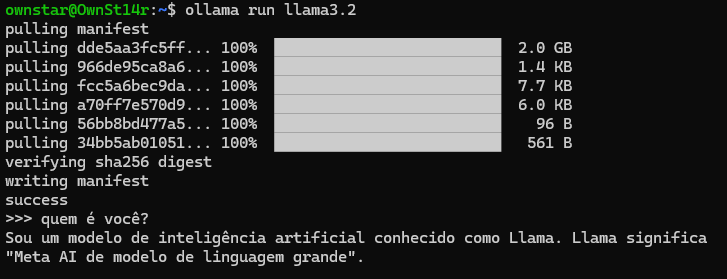 ownstar@OwnSt14r:~$ ollama run llama3.2
pulling manifest
pulling dde5aa3fc5ff... 100% 2.0 GB
pulling 966de95ca8a6... 100% 1.4 KB
pulling fcc5a6bec9da... 100% 7.7 KB
pulling a70ff7e570d9... 100% 6.0 KB
pulling 56bb8bd477a5... 100% 96 B
pulling 34bb5ab01051... 100% 561 B
verifying sha256 digest
writing manifest
success
>>> quem é você?
Sou um modelo de inteligência artificial conhecido como Llama. Llama significa
"Meta AI de modelo de linguagem grande".